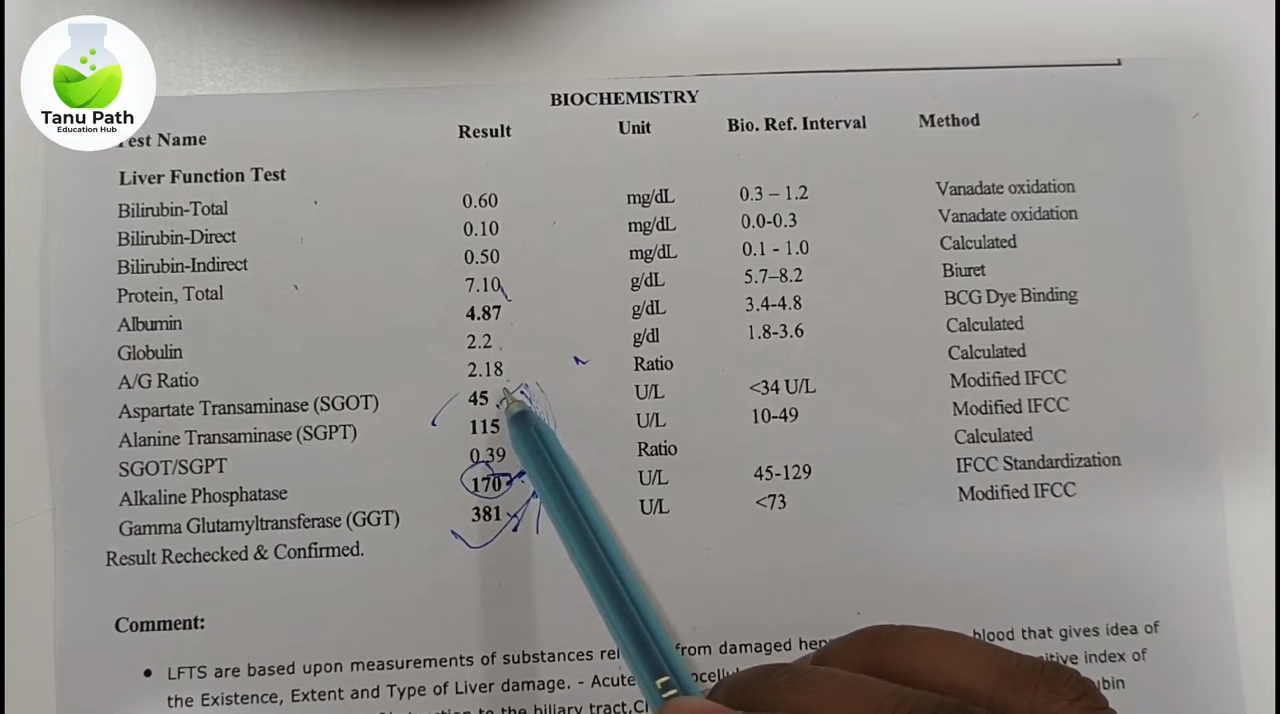 Tanu Path
Education Hub
BIOCHEMISTRY
Test Name Result Unit Bio. Ref. Interval Method
Liver Function Test
Bilirubin-Total 0.60 mg/dL 0.3 – 1.2 Vanadate oxidation
Bilirubin-Direct 0.10 mg/dL 0.0-0.3 Vanadate oxidation
Bilirubin-Indirect 0.50 mg/dL 0.1 - 1.0 Calculated
Protein, Total 7.10 g/dL 5.7–8.2 Biuret
Albumin 4.87 g/dL 3.4-4.8 BCG Dye Binding
Globulin 2.2 g/dl 1.8-3.6 Calculated
A/G Ratio 2.18 Ratio Calculated
Aspartate Transaminase (SGOT) 45 U/L <34 U/L Modified IFCC
Alanine Transaminase (SGPT) 115 U/L 10-49 Modified IFCC
SGOT/SGPT 0.39 Ratio Calculated
Alkaline Phosphatase 170 U/L 45-129 IFCC Standardization
Gamma Glutamyltransferase (GGT) 381 U/L <73 Modified IFCC
Result Rechecked & Confirmed.
Comment:
• LFTS are based upon measurements of substances from damaged blood that gives idea of
the Existence, Extent and Type of Liver damage. - Acute index of
to the biliary tract,